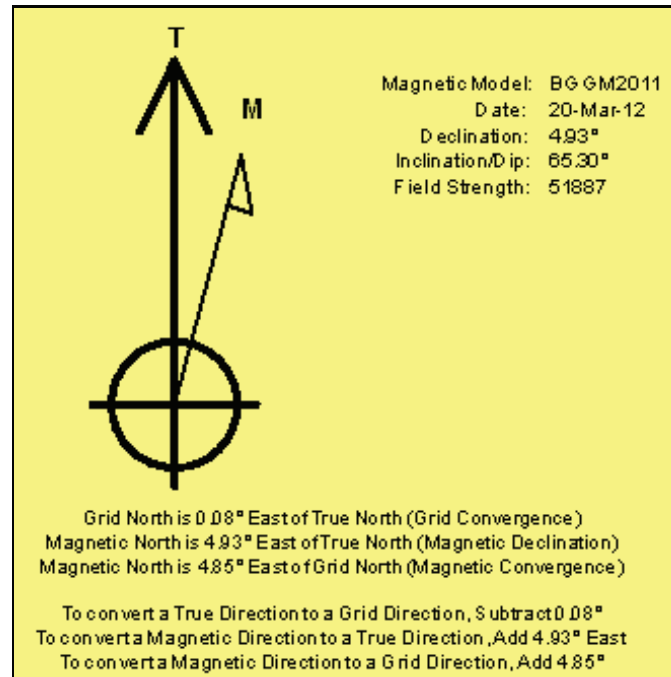 T
M
Magnetic Model: BGGM2011
Date: 20-Mar-12
Declination: 4.93°
Inclination/Dip: 65.30°
Field Strength: 51887
Grid North is 0.08° East of True North (Grid Convergence)
Magnetic North is 4.93° East of True North (Magnetic Declination)
Magnetic North is 4.85° East of Grid North (Magnetic Convergence)
To convert a True Direction to a Grid Direction, Subtract 0.08°
To convert a Magnetic Direction to a True Direction, Add 4.93° East
To convert a Magnetic Direction to a Grid Direction, Add 4.85°